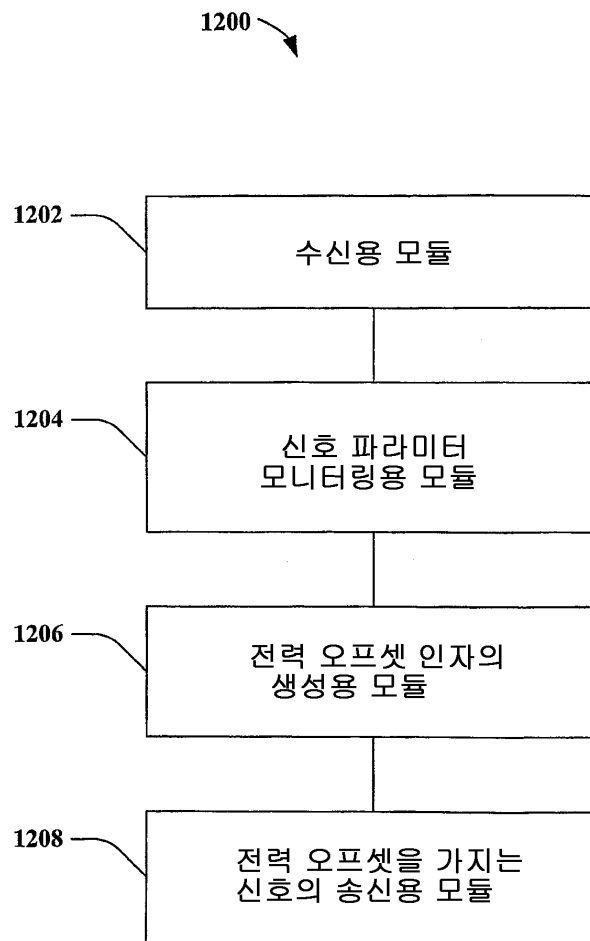 1200
1202
수신용 모듈
1204
신호 파라미터
모니터링용 모듈
1206
전력 오프셋 인자의
생성용 모듈
1208
전력 오프셋을 가지는
신호의 송신용 모듈